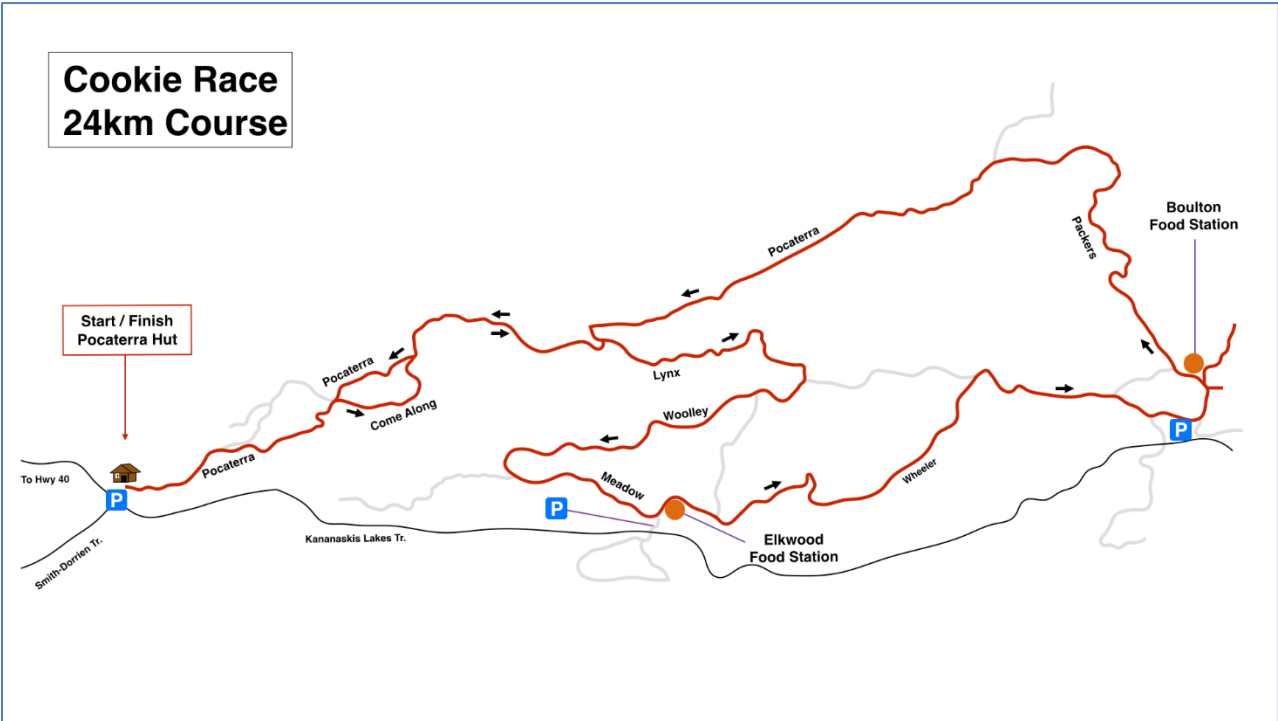 Cookie Race
24km Course
Boulton
Food Station
Packers
Pocaterra
Start / Finish
Pocaterra Hut
Pocaterra
Lynx
Come Along
Woolley
Pocaterra
To Hwy 40
P
Smith-Dorrien Tr.
Meadow
P
Wheeler
P
Kananaskis Lakes Tr.
Elkwood
Food Station